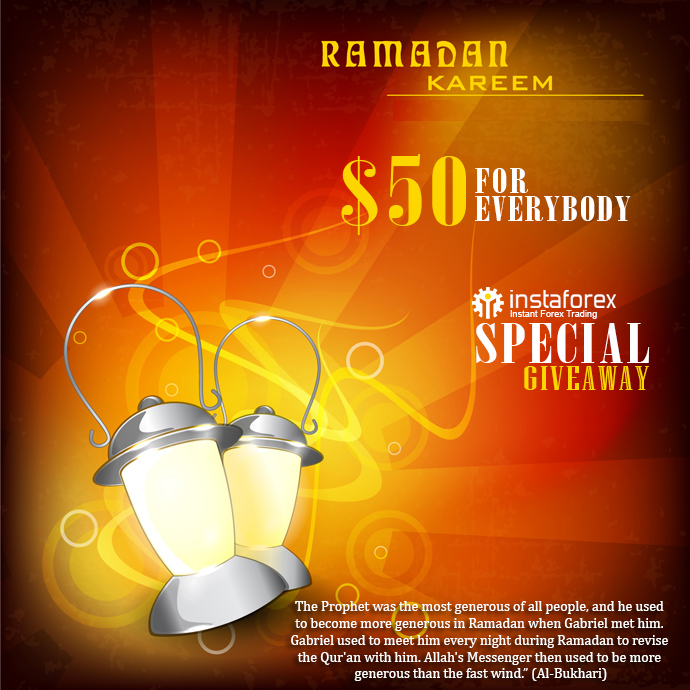 RAMADAN
KAREEM
$50 FOR
EVERYBODY
instaforex
Instant Forex Trading
SPECIAL
GIVEAWAY
The Prophet was the most generous of all people, and he used
to become more generous in Ramadan when Gabriel met him.
Gabriel used to meet him every night during Ramadan to revise
the Qur'an with him. Allah's Messenger then used to be more
generous than the fast wind.” (Al-Bukhari)